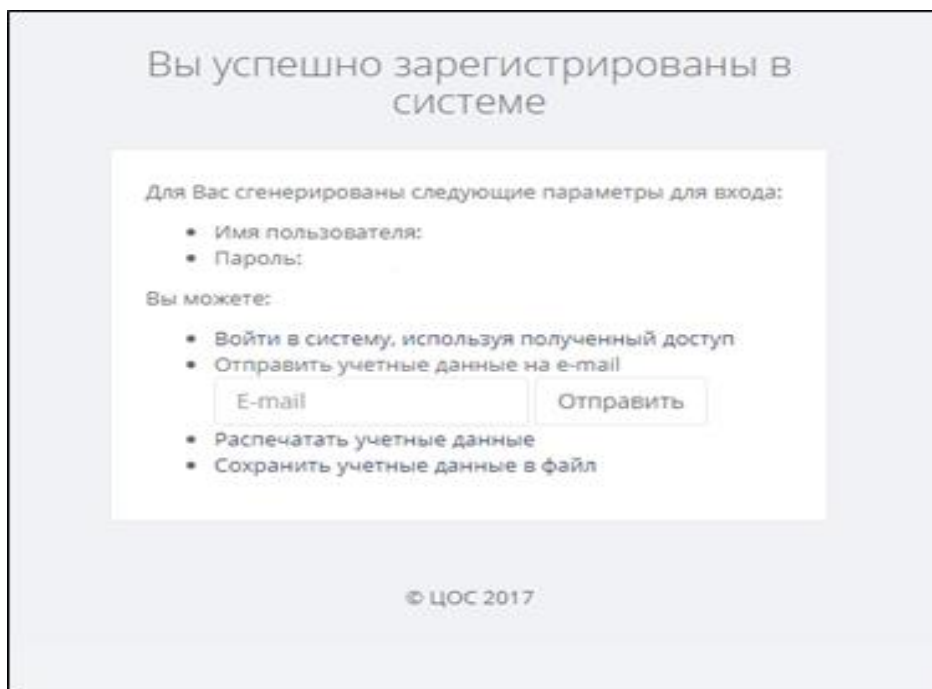 Вы успешно зарегистрированы в
системе
Для Вас сгенерированы следующие параметры для входа:
• Имя пользователя:
• Пароль:
Вы можете:
• Войти в систему, используя полученный доступ
• Отправить учетные данные на e-mail
E-mail Отправить
• Распечатать учетные данные
• Сохранить учетные данные в файл
© ЦОС 2017